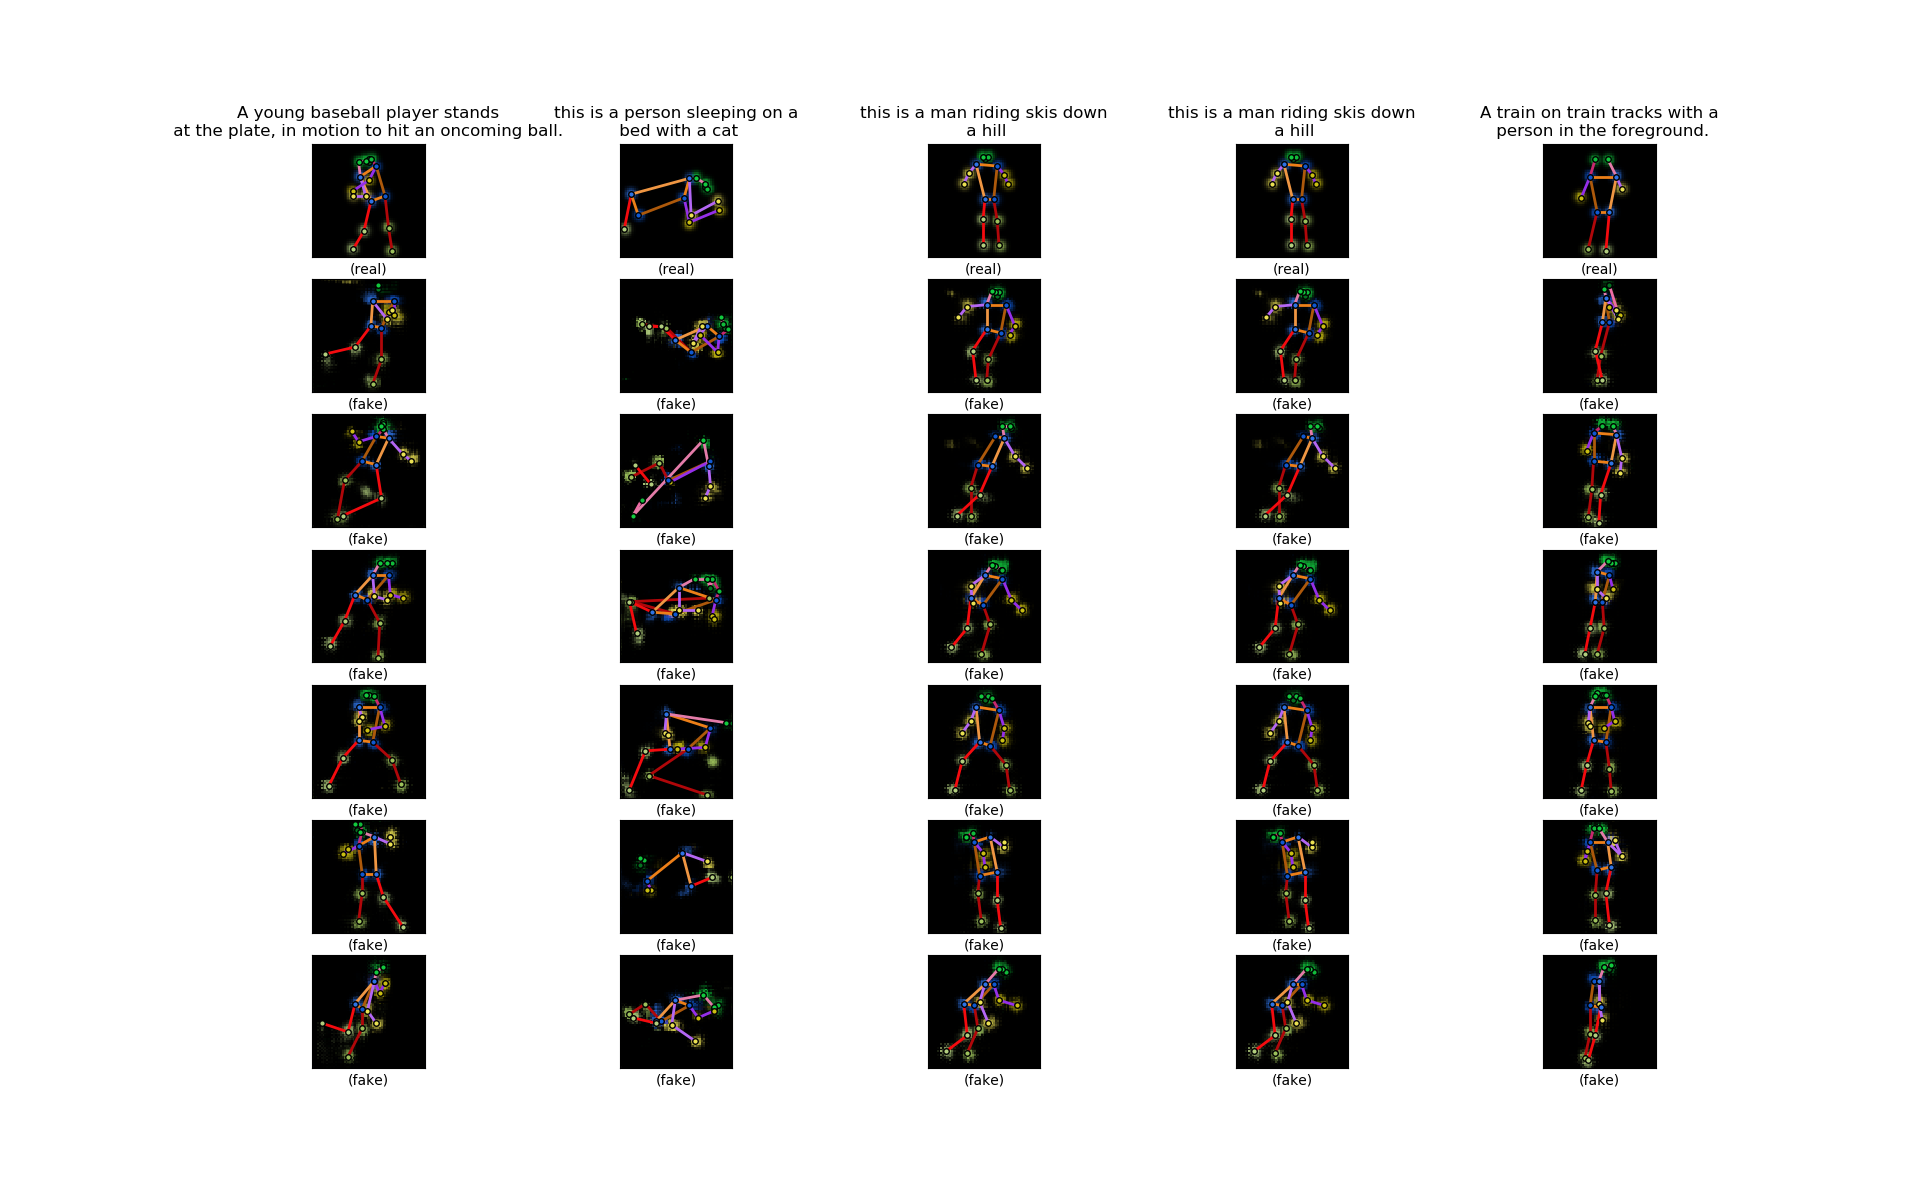 A young baseball player stands
at the plate, in motion to hit an oncoming ball.
this is a person sleeping on a
bed with a cat
this is a man riding skis down
a hill
this is a man riding skis down
a hill
A train on train tracks with a
person in the foreground.
(real) (real) (real) (real) (real)
(fake) (fake) (fake) (fake) (fake)
(fake) (fake) (fake) (fake) (fake)
(fake) (fake) (fake) (fake) (fake)
(fake) (fake) (fake) (fake) (fake)
(fake) (fake) (fake) (fake) (fake)
(fake) (fake) (fake) (fake) (fake)